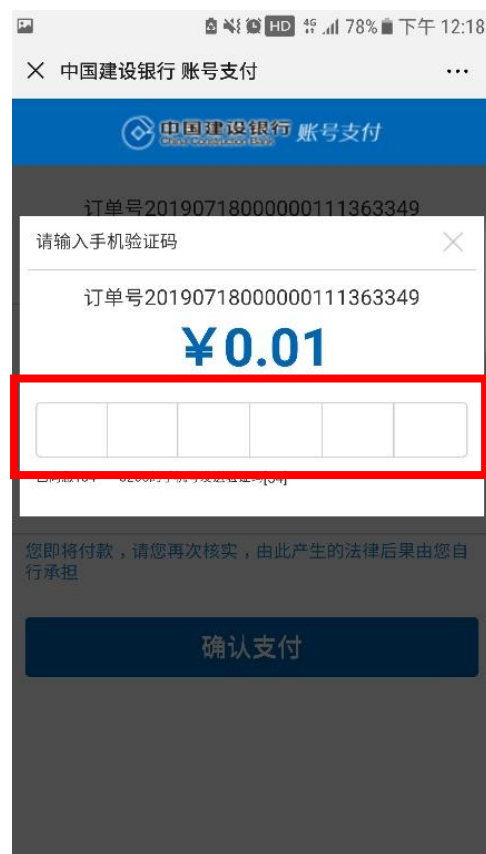 HD 4G 78% 下午 12:18
中国建设银行 账号支付 ...
中国建设银行 账号支付
China Construction Bank
订单号20190718000000111363349
请输入手机验证码
订单号20190718000000111363349
¥0.01
您即将付款，请您再次核实，由此产生的法律后果由您自
行承担
确认支付